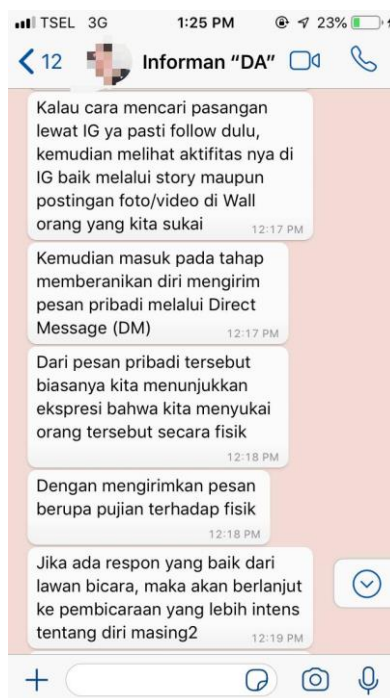 TSEL 3G 1:25 PM 23%
12 Informan “DA”
Kalau cara mencari pasangan
lewat IG ya pasti follow dulu,
kemudian melihat aktifitas nya di
IG baik melalui story maupun
postingan foto/video di Wall
orang yang kita sukai 12:17 PM
Kemudian masuk pada tahap
memberanikan diri mengirim
pesan pribadi melalui Direct
Message (DM) 12:17 PM
Dari pesan pribadi tersebut
biasanya kita menunjukkan
ekspresi bahwa kita menyukai
orang tersebut secara fisik
12:18 PM
Dengan mengirimkan pesan
berupa pujian terhadap fisik
12:18 PM
Jika ada respon yang baik dari
lawan bicara, maka akan berlanjut
ke pembicaraan yang lebih intens
tentang diri masing2 12:19 PM